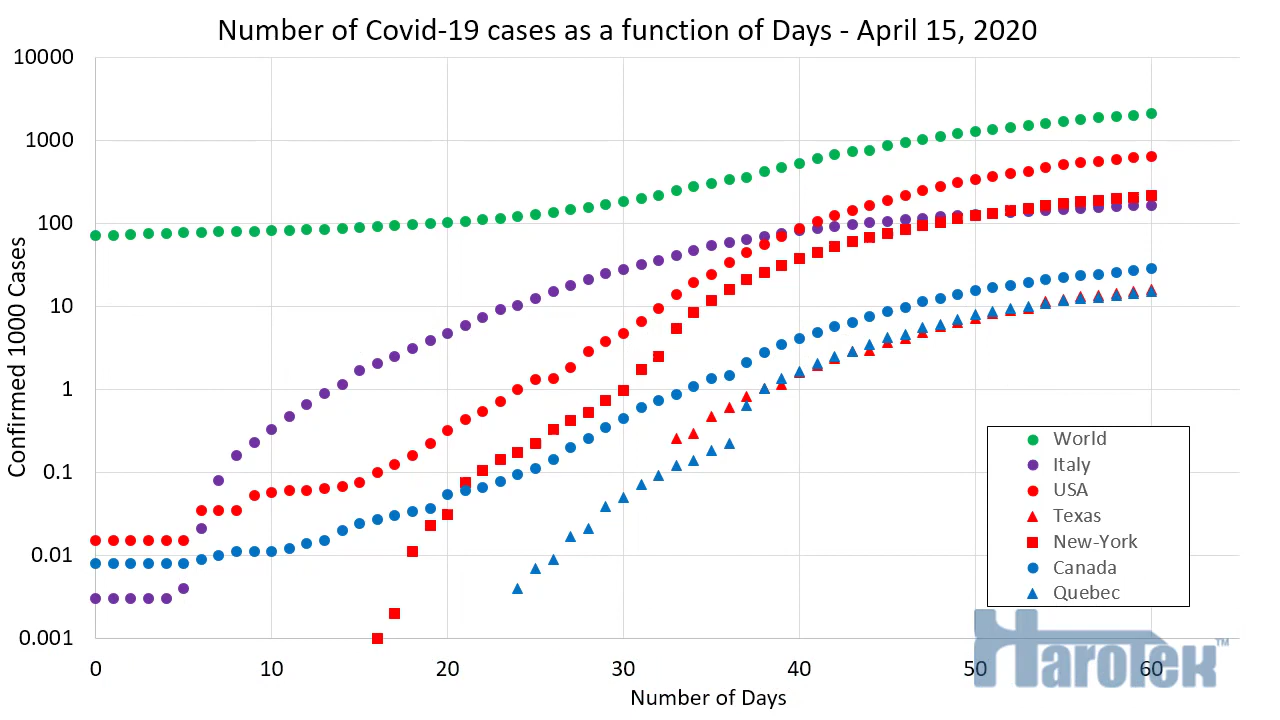 Number of Covid-19 cases as a function of Days - April 15, 2020
Confirmed 1000 Cases
10000
1000
100
10
1
0.1
0.01
0.001
0 10 20 30 40 50 60
Number of Days
World
Italy
USA
Texas
New-York
Canada
Quebec
HAROTEK™